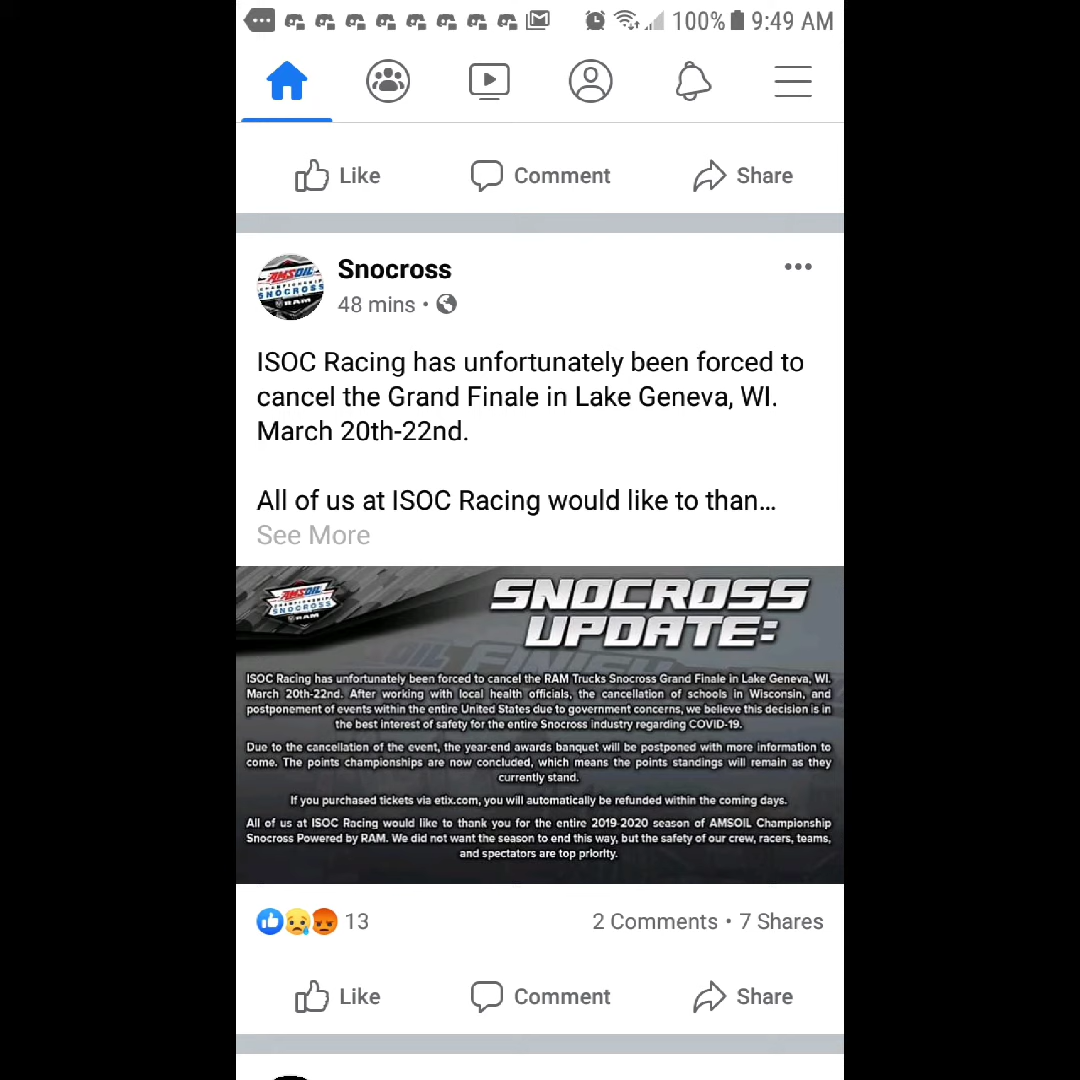 100% 9:49 AM
Like Comment Share
Snocross
48 mins •
ISOC Racing has unfortunately been forced to
cancel the Grand Finale in Lake Geneva, WI.
March 20th-22nd.
All of us at ISOC Racing would like to than...
See More
AMSOIL
CHAMPIONSHIP
SNOCROSS
RAM
SNOCROSS
UPDATE:
ISOC Racing has unfortunately been forced to cancel the RAM Trucks Snocross Grand Finale in Lake Geneva, WI.
March 20th-22nd. After working with local health officials, the cancellation of schools in Wisconsin, and
postponement of events within the entire United States due to government concerns, we believe this decision is in
the best interest of safety for the entire Snocross industry regarding COVID-19.
Due to the cancellation of the event, the year-end awards banquet will be postponed with more information to
come. The points championships are now concluded, which means the points standings will remain as they
currently stand.
If you purchased tickets via etix.com, you will automatically be refunded within the coming days.
All of us at ISOC Racing would like to thank you for the entire 2019-2020 season of AMSOIL Championship
Snocross Powered by RAM. We did not want the season to end this way, but the safety of our crew, racers, teams,
and spectators are top priority.
13 2 Comments • 7 Shares
Like Comment Share